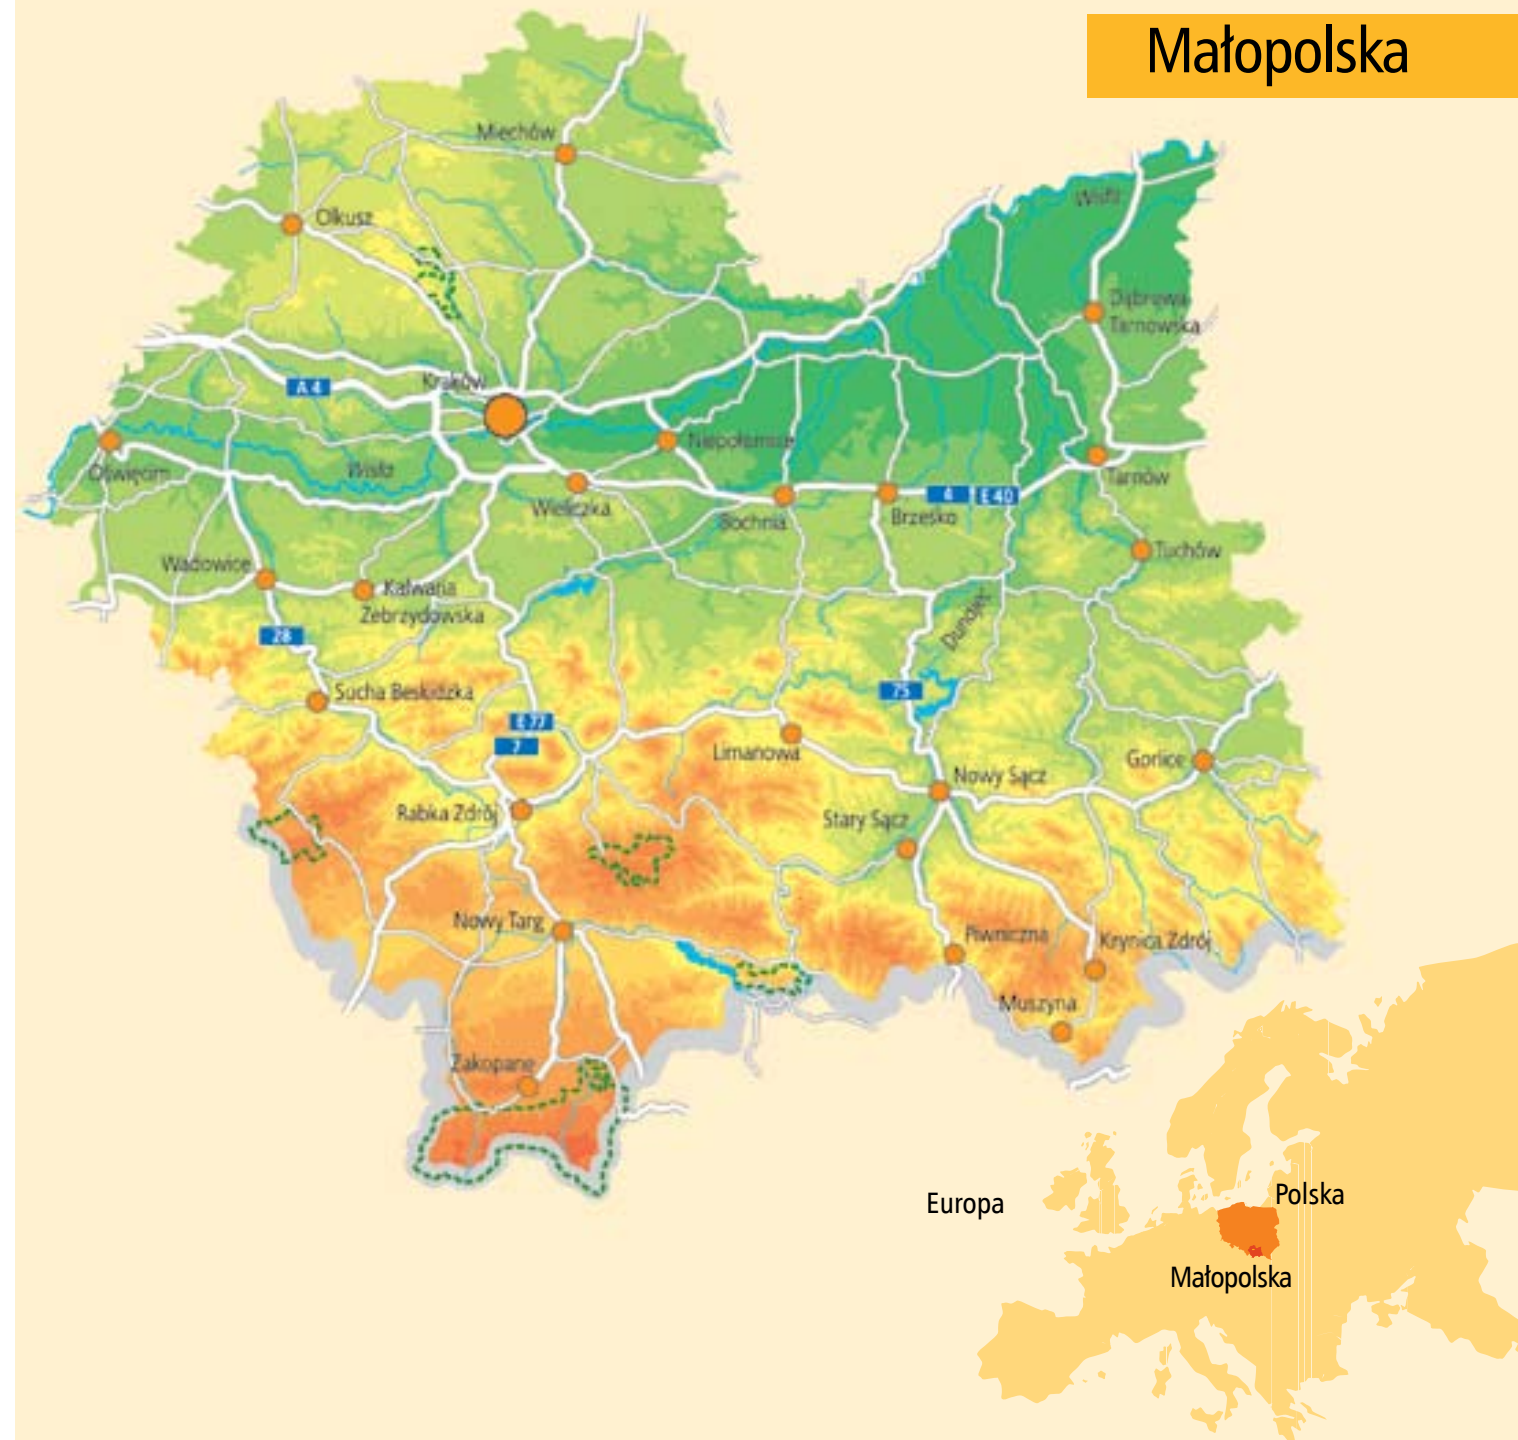 Małopolska
Miechów
Wisła
Olkusz
Dąbrowa
Tarnowska
Kraków
A 4
Niepołomice
Oświęcim
Wisła
Tarnów
Wieliczka
Bochnia
Brzesko
4
E 40
Tuchów
Wadowice
Kalwaria
Zebrzydowska
Dunajec
28
Sucha Beskidzka
75
E 77
7
Limanowa
Gorlice
Nowy Sącz
Rabka Zdrój
Stary Sącz
Nowy Targ
Piwniczna
Krynica Zdrój
Muszyna
Zakopane
Europa
Polska
Małopolska